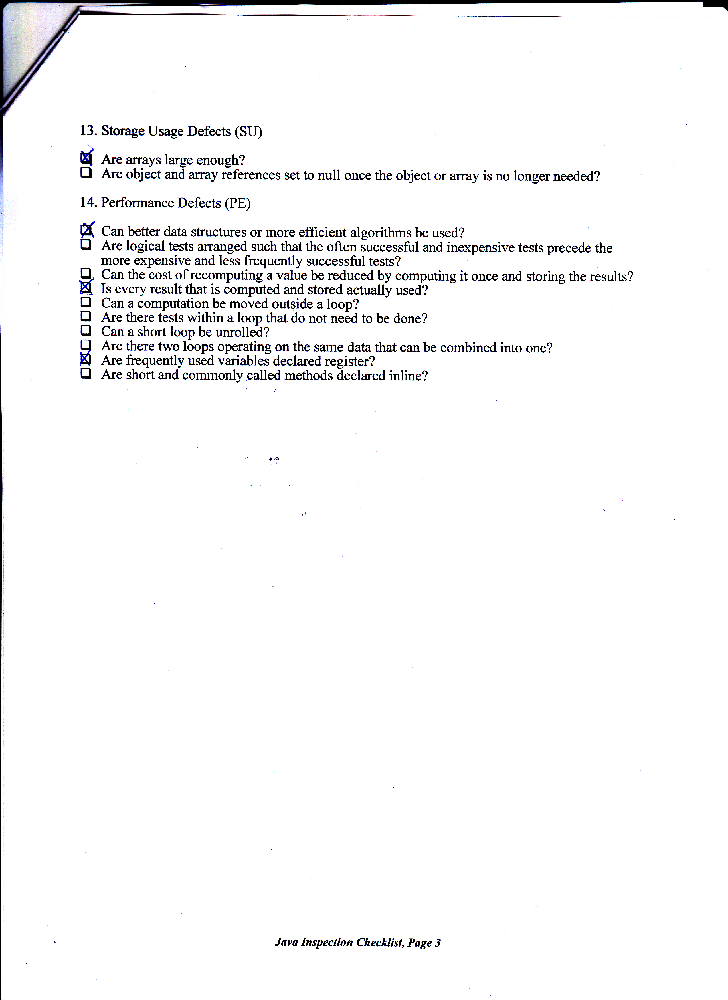 13. Storage Usage Defects (SU)
☒ Are arrays large enough?
☐ Are object and array references set to null once the object or array is no longer needed?
14. Performance Defects (PE)
☒ Can better data structures or more efficient algorithms be used?
☐ Are logical tests arranged such that the often successful and inexpensive tests precede the
more expensive and less frequently successful tests?
☐ Can the cost of recomputing a value be reduced by computing it once and storing the results?
☒ Is every result that is computed and stored actually used?
☐ Can a computation be moved outside a loop?
☐ Are there tests within a loop that do not need to be done?
☐ Can a short loop be unrolled?
☐ Are there two loops operating on the same data that can be combined into one?
☒ Are frequently used variables declared register?
☐ Are short and commonly called methods declared inline?
Java Inspection Checklist, Page 3